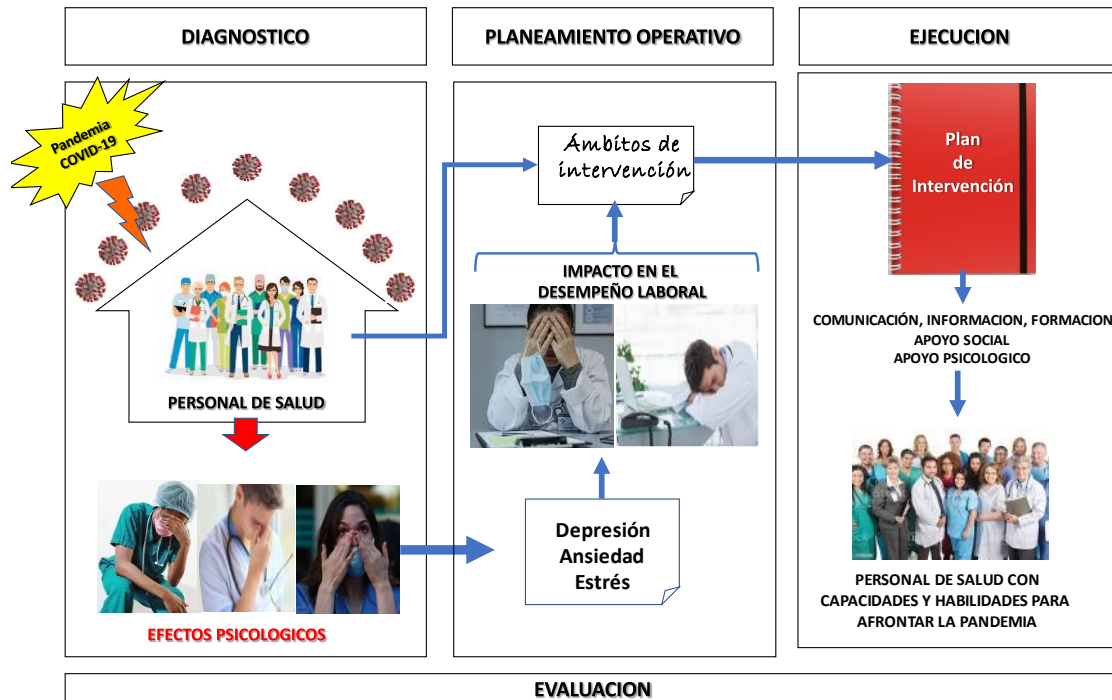 DIAGNOSTICO
PLANEAMIENTO OPERATIVO
EJECUCION
Pandemia
COVID-19
PERSONAL DE SALUD
EFECTOS PSICOLOGICOS
Ámbitos de
intervención
IMPACTO EN EL
DESEMPEÑO LABORAL
Depresión
Ansiedad
Estrés
Plan
de
Intervención
COMUNICACIÓN, INFORMACION, FORMACION
APOYO SOCIAL
APOYO PSICOLOGICO
PERSONAL DE SALUD CON
CAPACIDADES Y HABILIDADES PARA
AFRONTAR LA PANDEMIA
EVALUACION